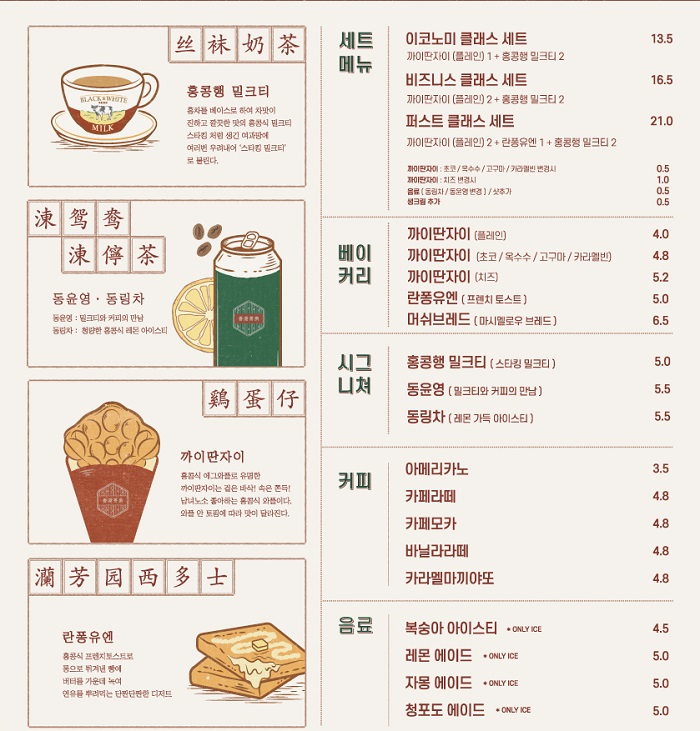 丝袜奶茶
BLACK&WHITE
MILK
홍콩행 밀크티
홍차를 베이스로 하여 차맛이
진하고 깔끗한 맛의 홍콩식 밀크티
스타킹 처럼 생긴 여과망에
여러번 우려내어 '스타킹 밀크티'
로 불린다.
凍鸳鸯
凍儜茶
동윤영 · 동림차
동윤영 : 밀크티와 커피의 만남
동림차 : 청량한 홍콩식 레몬 아이스티
鷄蛋仔
까이딴자이
홍콩식 에그와플로 유명한
까이딴자이는 겉은 바삭! 속은 쫀득!
남녀노소 좋아하는 홍콩식 와플이다.
와플 안 토핑에 따라 맛이 달라진다.
灡芳园西多士
란퐁유엔
홍콩식 프렌치토스트로
통으로 튀겨낸 빵에
버터를 가운데 녹여
연유를 뿌려먹는 단짠단짠한 디저트
세트
메뉴
이코노미 클래스 세트 13.5
까이딴자이 (플레인) 1 + 홍콩행 밀크티 2
비즈니스 클래스 세트 16.5
까이딴자이 (플레인) 2 + 홍콩행 밀크티 2
퍼스트 클래스 세트 21.0
까이딴자이 (플레인) 2 + 란퐁유엔 1 + 홍콩행 밀크티 2
까이딴자이 : 초코 / 옥수수 / 고구마 / 카라멜빈 변경시 0.5
까이딴자이 : 치즈 변경시 1.0
음료 ( 동림차 / 동윤영 변경 ) / 샷추가 0.5
생크림 추가 0.5
베이
커리
까이딴자이 (플레인) 4.0
까이딴자이 (초코 / 옥수수 / 고구마 / 카라멜빈) 4.8
까이딴자이 (치즈) 5.2
란퐁유엔 ( 프렌치 토스트 ) 5.0
머쉬브레드 ( 마시멜로우 브레드 ) 6.5
시그
니쳐
홍콩행 밀크티 ( 스타킹 밀크티 ) 5.0
동윤영 ( 밀크티와 커피의 만남 ) 5.5
동림차 ( 레몬 가득 아이스티 ) 5.5
커피
아메리카노 3.5
카페라떼 4.8
카페모카 4.8
바닐라라떼 4.8
카라멜마끼야또 4.8
음료
복숭아 아이스티 • ONLY ICE 4.5
레몬 에이드 • ONLY ICE 5.0
자몽 에이드 • ONLY ICE 5.0
청포도 에이드 • ONLY ICE 5.0